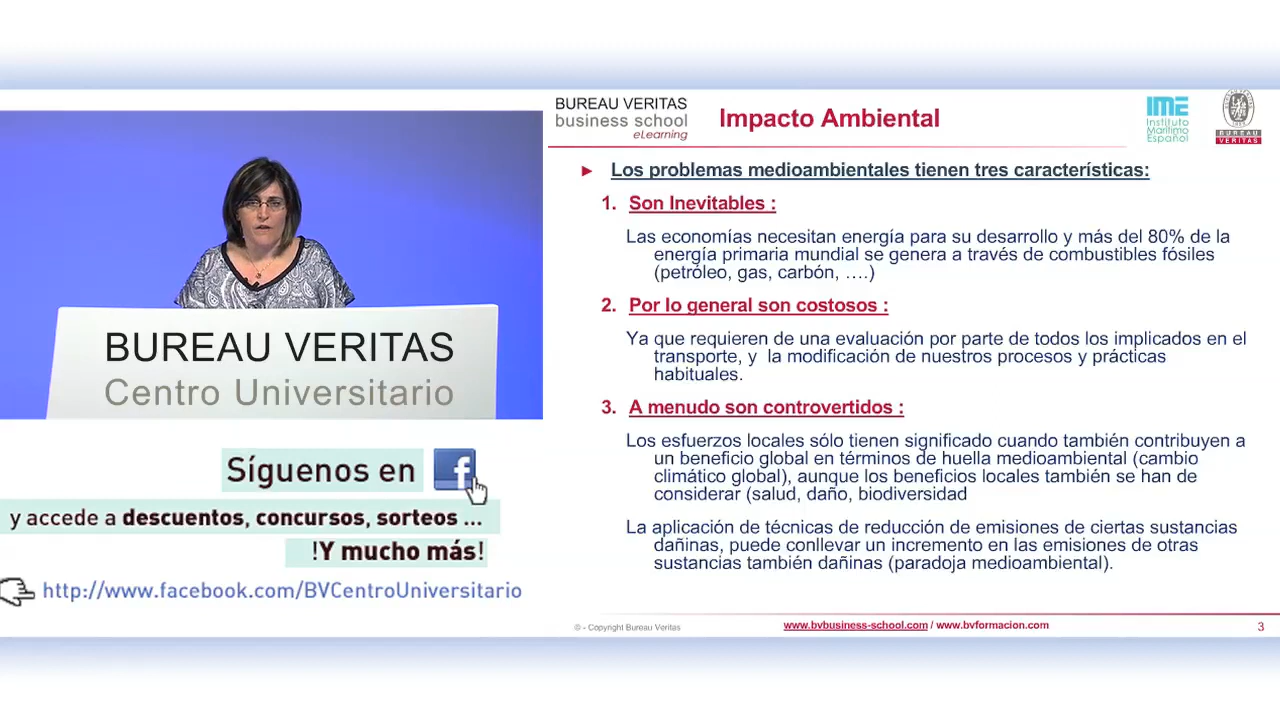 BUREAU VERITAS
business school
eLearning
Impacto Ambiental
IME
Instituto
Marítimo
Español
BUREAU
VERITAS
► Los problemas medioambientales tienen tres características:
1. Son Inevitables :
Las economías necesitan energía para su desarrollo y más del 80% de la
energía primaria mundial se genera a través de combustibles fósiles
(petróleo, gas, carbón, ….)
2. Por lo general son costosos :
Ya que requieren de una evaluación por parte de todos los implicados en el
transporte, y la modificación de nuestros procesos y prácticas
habituales.
3. A menudo son controvertidos :
Los esfuerzos locales sólo tienen significado cuando también contribuyen a
un beneficio global en términos de huella medioambiental (cambio
climático global), aunque los beneficios locales también se han de
considerar (salud, daño, biodiversidad
La aplicación de técnicas de reducción de emisiones de ciertas sustancias
dañinas, puede conllevar un incremento en las emisiones de otras
sustancias también dañinas (paradoja medioambiental).
© - Copyright Bureau Veritas
www.bvbusiness-school.com / www.bvformacion.com
3
BUREAU VERITAS
Centro Universitario
Síguenos en f
y accede a descuentos, concursos, sorteos ...
!Y mucho más!
http://www.facebook.com/BVCentroUniversitario